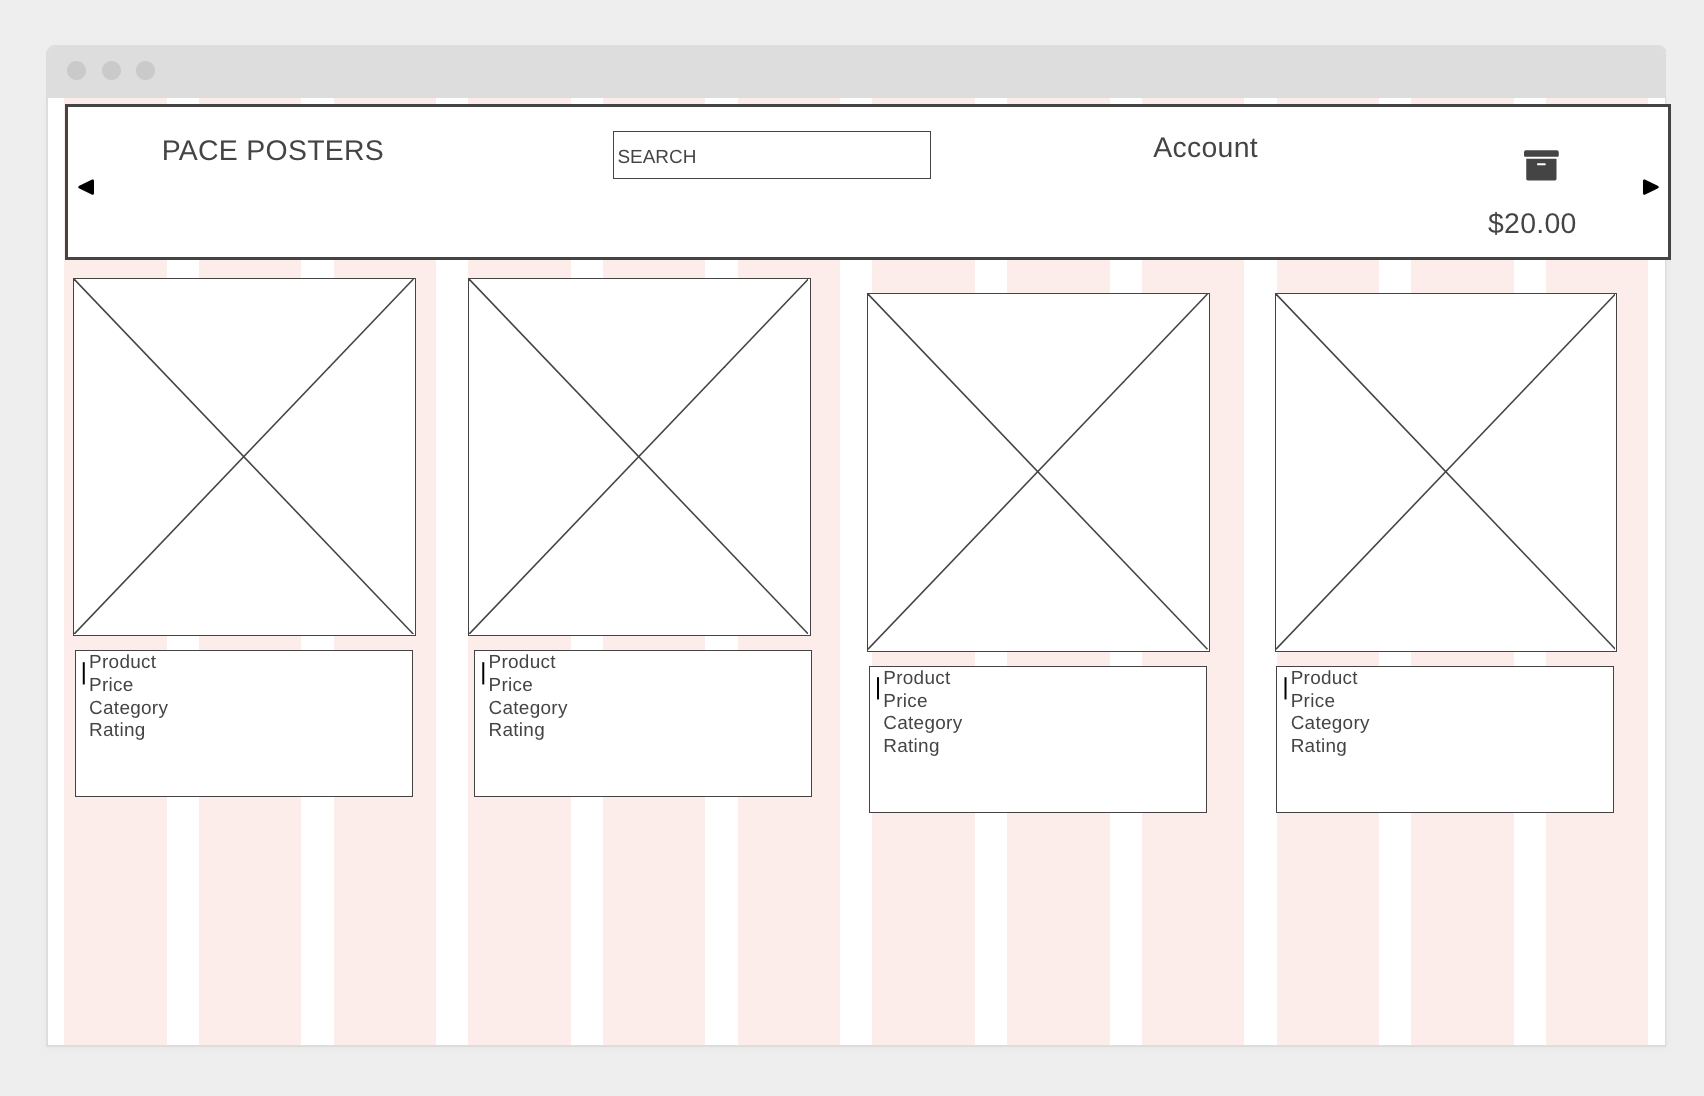 PACE POSTERS
SEARCH
Account
$20.00
Product
Price
Category
Rating
Product
Price
Category
Rating
Product
Price
Category
Rating
Product
Price
Category
Rating